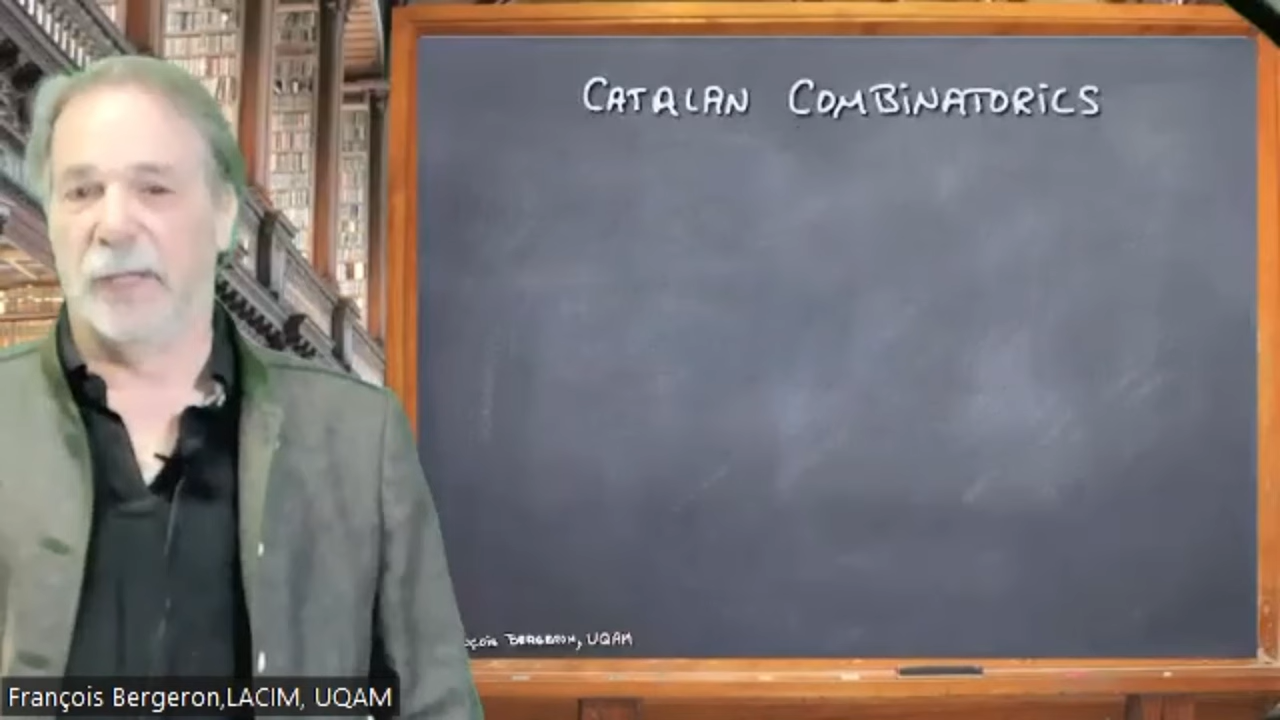 CATALAN COMBINATORICS
BERGERON, UQAM
François Bergeron,LACIM, UQAM